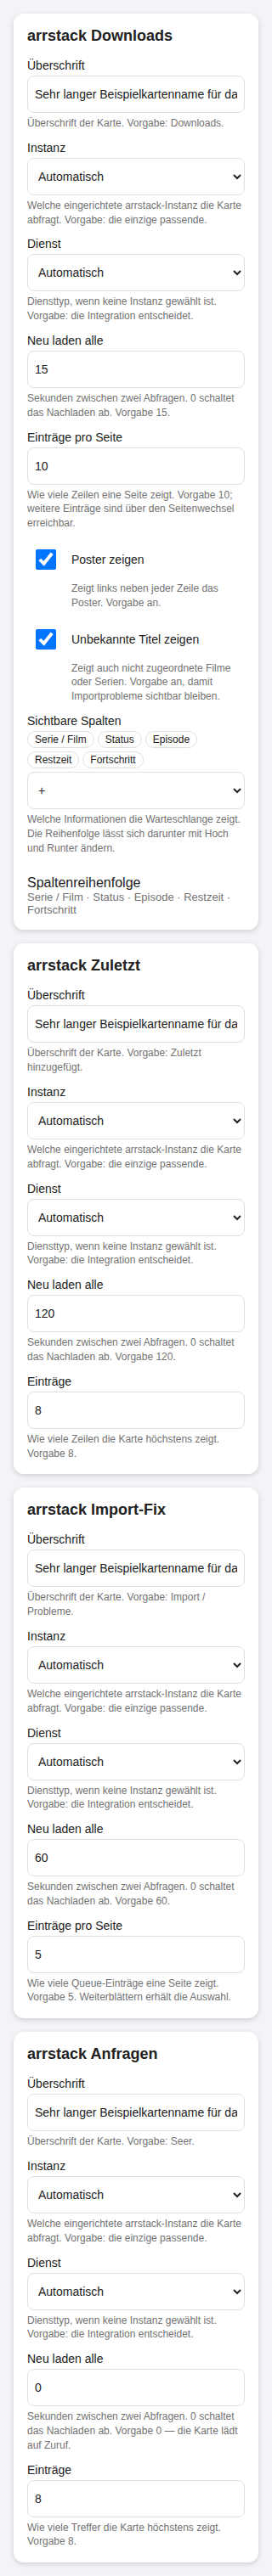 arrstack Downloads
Überschrift
Sehr langer Beispielkartenname für da
Überschrift der Karte. Vorgabe: Downloads.
Instanz
Automatisch
Welche eingerichtete arrstack-Instanz die Karte
abfragt. Vorgabe: die einzige passende.
Dienst
Automatisch
Diensttyp, wenn keine Instanz gewählt ist.
Vorgabe: die Integration entscheidet.
Neu laden alle
15
Sekunden zwischen zwei Abfragen. 0 schaltet
das Nachladen ab. Vorgabe 15.
Einträge pro Seite
10
Wie viele Zeilen eine Seite zeigt. Vorgabe 10;
weitere Einträge sind über den Seitenwechsel
erreichbar.
Poster zeigen
Zeigt links neben jeder Zeile das
Poster. Vorgabe an.
Unbekannte Titel zeigen
Zeigt auch nicht zugeordnete Filme
oder Serien. Vorgabe an, damit
Importprobleme sichtbar bleiben.
Sichtbare Spalten
Serie / Film Status Episode
Restzeit Fortschritt
+
Welche Informationen die Warteschlange zeigt.
Die Reihenfolge lässt sich darunter mit Hoch
und Runter ändern.
Spaltenreihenfolge
Serie / Film · Status · Episode · Restzeit ·
Fortschritt
arrstack Zuletzt
Überschrift
Sehr langer Beispielkartenname für da
Überschrift der Karte. Vorgabe: Zuletzt
hinzugefügt.
Instanz
Automatisch
Welche eingerichtete arrstack-Instanz die Karte
abfragt. Vorgabe: die einzige passende.
Dienst
Automatisch
Diensttyp, wenn keine Instanz gewählt ist.
Vorgabe: die Integration entscheidet.
Neu laden alle
120
Sekunden zwischen zwei Abfragen. 0 schaltet
das Nachladen ab. Vorgabe 120.
Einträge
8
Wie viele Zeilen die Karte höchstens zeigt.
Vorgabe 8.
arrstack Import-Fix
Überschrift
Sehr langer Beispielkartenname für da
Überschrift der Karte. Vorgabe: Import /
Probleme.
Instanz
Automatisch
Welche eingerichtete arrstack-Instanz die Karte
abfragt. Vorgabe: die einzige passende.
Dienst
Automatisch
Diensttyp, wenn keine Instanz gewählt ist.
Vorgabe: die Integration entscheidet.
Neu laden alle
60
Sekunden zwischen zwei Abfragen. 0 schaltet
das Nachladen ab. Vorgabe 60.
Einträge pro Seite
5
Wie viele Queue-Einträge eine Seite zeigt.
Vorgabe 5. Weiterblättern erhält die Auswahl.
arrstack Anfragen
Überschrift
Sehr langer Beispielkartenname für da
Überschrift der Karte. Vorgabe: Seer.
Instanz
Automatisch
Welche eingerichtete arrstack-Instanz die Karte
abfragt. Vorgabe: die einzige passende.
Dienst
Automatisch
Diensttyp, wenn keine Instanz gewählt ist.
Vorgabe: die Integration entscheidet.
Neu laden alle
0
Sekunden zwischen zwei Abfragen. 0 schaltet
das Nachladen ab. Vorgabe 0 — die Karte lädt
auf Zuruf.
Einträge
8
Wie viele Treffer die Karte höchstens zeigt.
Vorgabe 8.